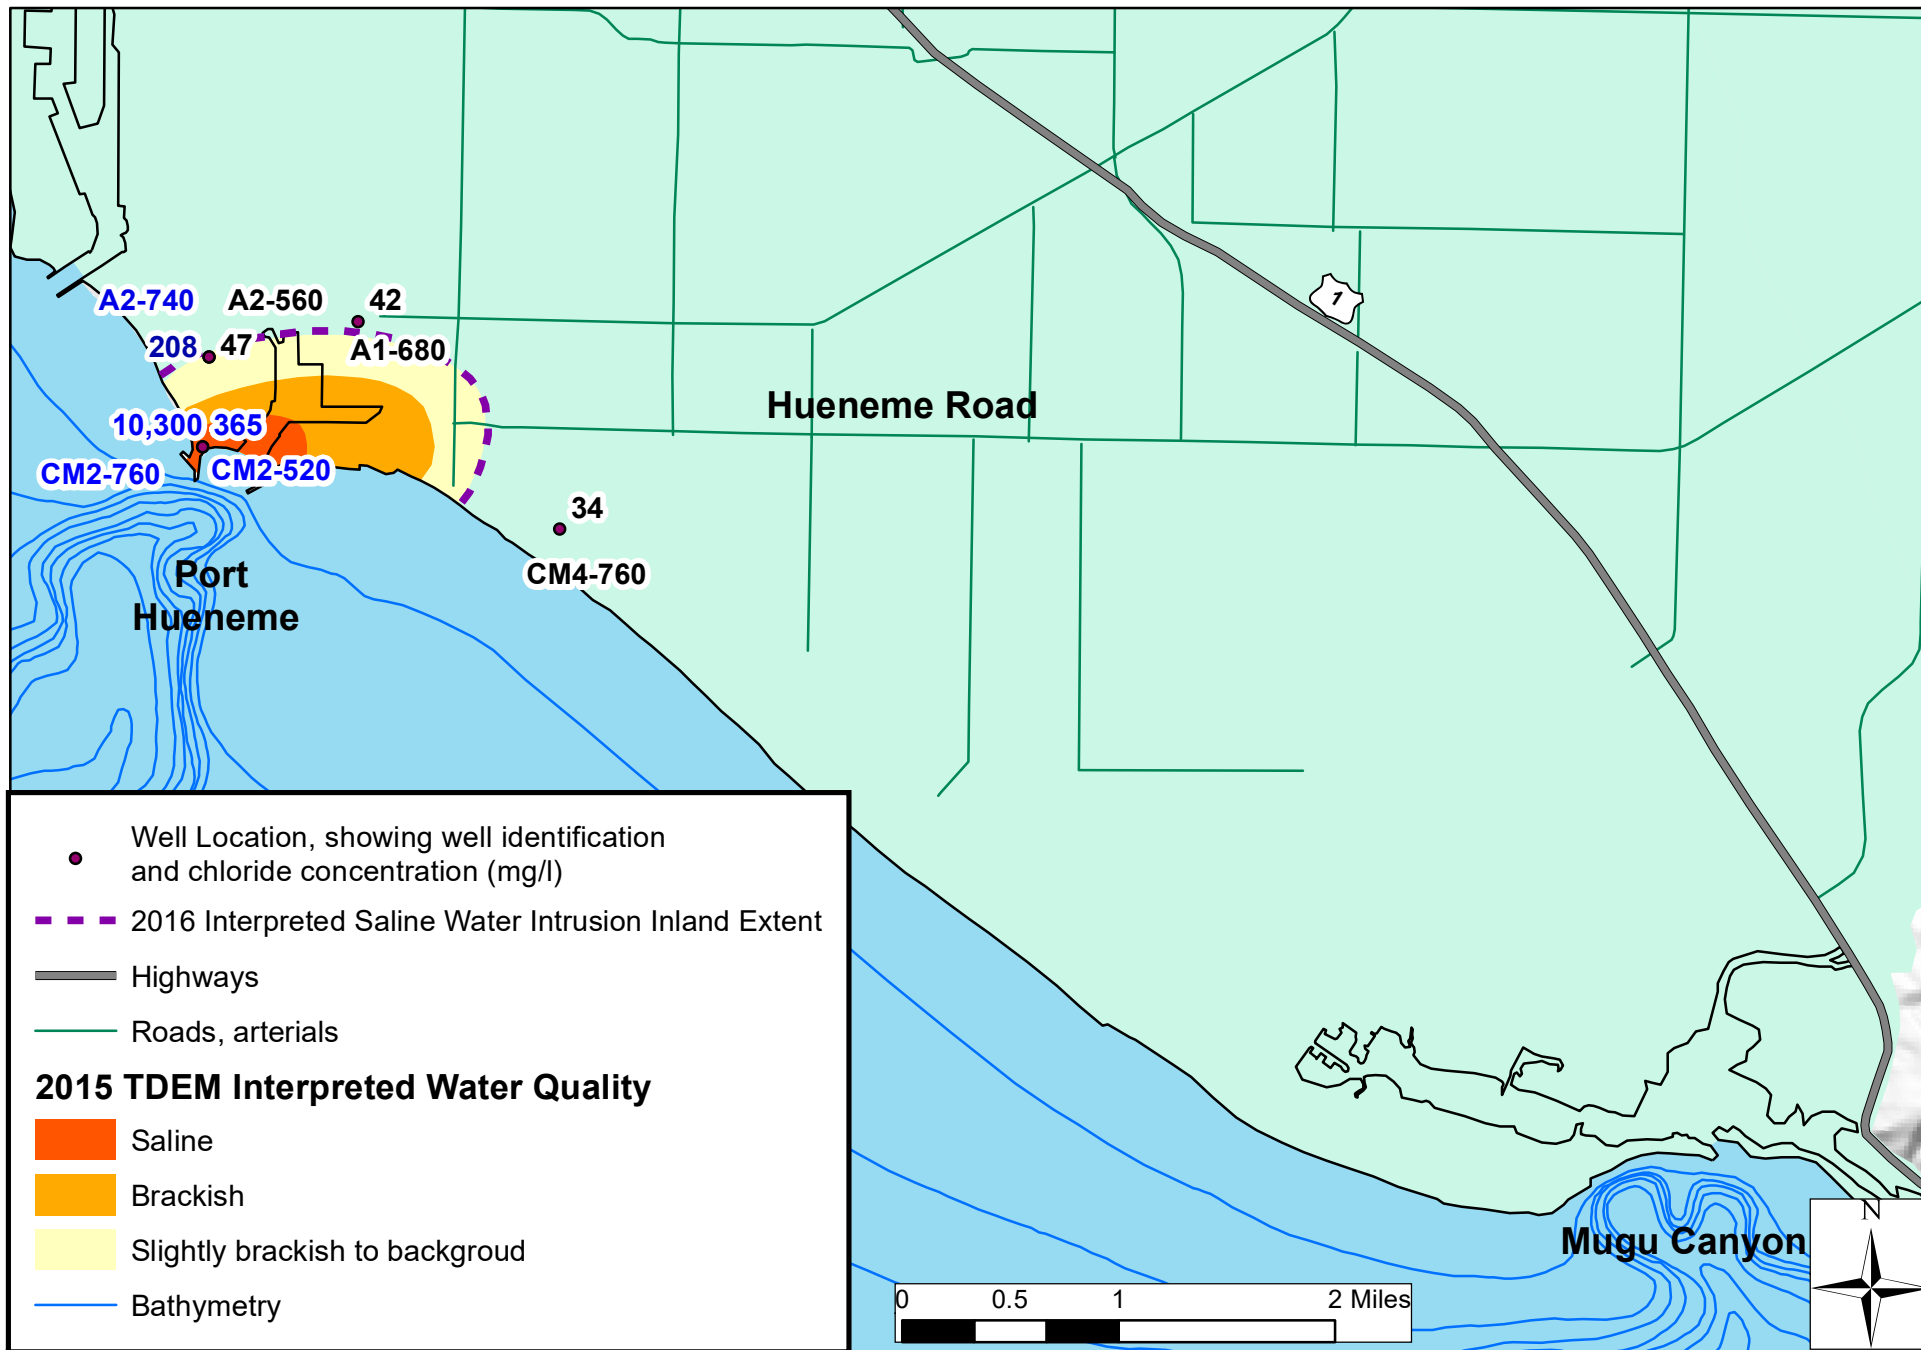 1
A2-740
A2-560
42
208
47
A1-680
Hueneme Road
10,300
365
CM2-760
CM2-520
34
CM4-760
Port
Hueneme
Well Location, showing well identification
and chloride concentration (mg/l)
2016 Interpreted Saline Water Intrusion Inland Extent
Highways
Roads, arterials
2015 TDEM Interpreted Water Quality
Saline
Brackish
Slightly brackish to backgroud
Bathymetry
Mugu Canyon
N
0 0.5 1 2 Miles